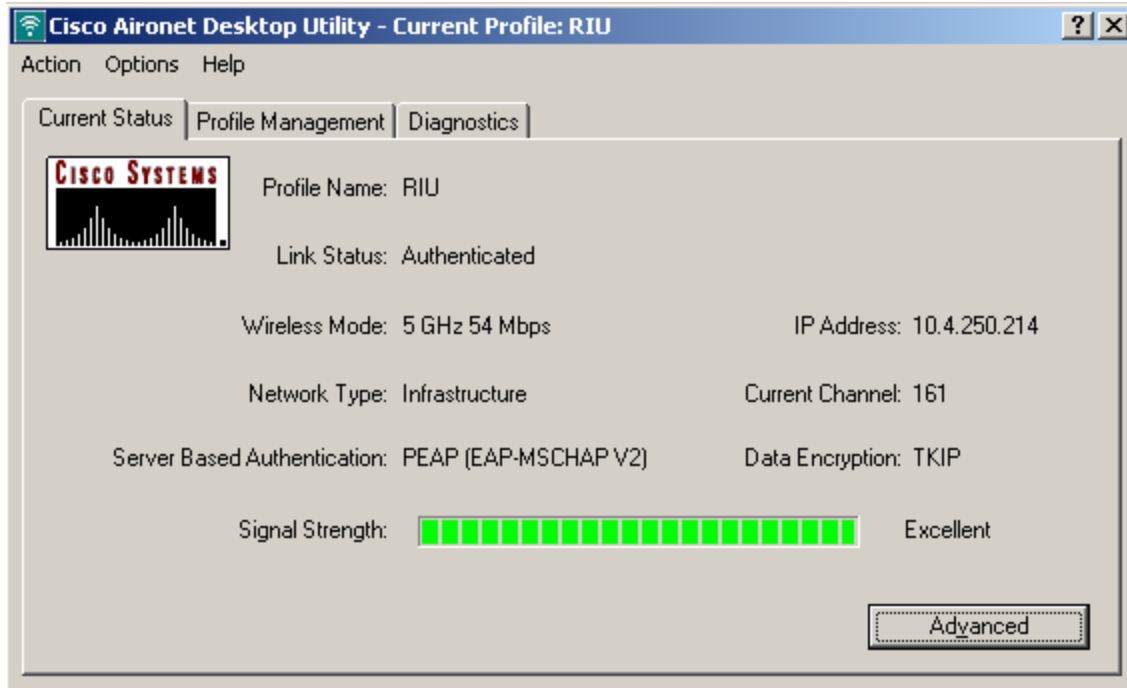 Cisco Aironet Desktop Utility - Current Profile: RIU
Action Options Help
Current Status Profile Management Diagnostics
CISCO SYSTEMS
Profile Name: RIU
Link Status: Authenticated
Wireless Mode: 5 GHz 54 Mbps IP Address: 10.4.250.214
Network Type: Infrastructure Current Channel: 161
Server Based Authentication: PEAP (EAP-MSCHAP V2) Data Encryption: TKIP
Signal Strength: Excellent
Advanced